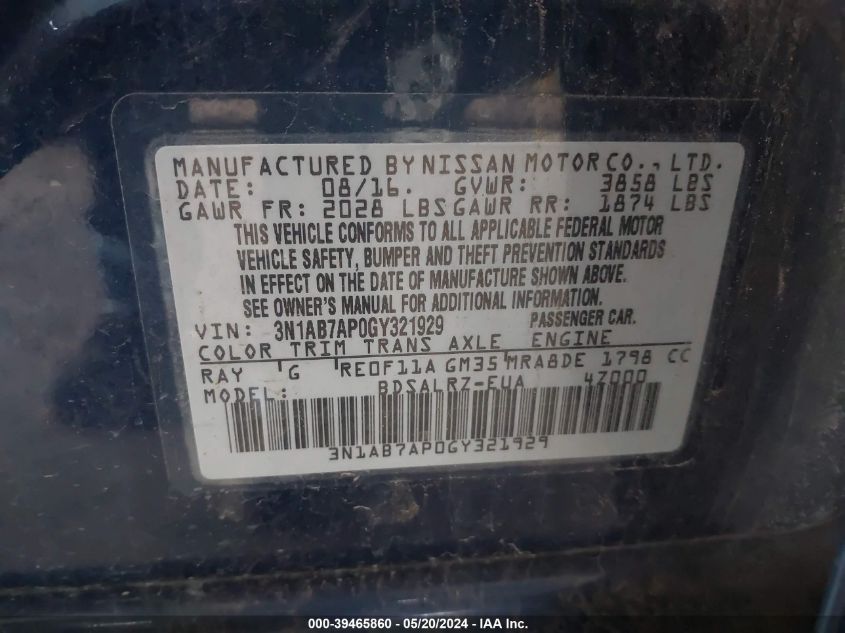 MANUFACTURED BY NISSAN MOTOR CO., LTD.
DATE: 08/16. GVWR: 3858 LBS
GAWR FR: 2028 LBS GAWR RR: 1874 LBS
THIS VEHICLE CONFORMS TO ALL APPLICABLE FEDERAL MOTOR
VEHICLE SAFETY, BUMPER AND THEFT PREVENTION STANDARDS
IN EFFECT ON THE DATE OF MANUFACTURE SHOWN ABOVE.
SEE OWNER'S MANUAL FOR ADDITIONAL INFORMATION.
VIN: 3N1AB7AP0GY321929 PASSENGER CAR.
COLOR TRIM TRANS AXLE ENGINE
RAY G RE0F11A GM35 MRA8DE 1798 CC
MODEL: BDSALRZ-EUA 4Z000
3N1AB7AP0GY321929
000-39465860 - 05/20/2024 - IAA Inc.